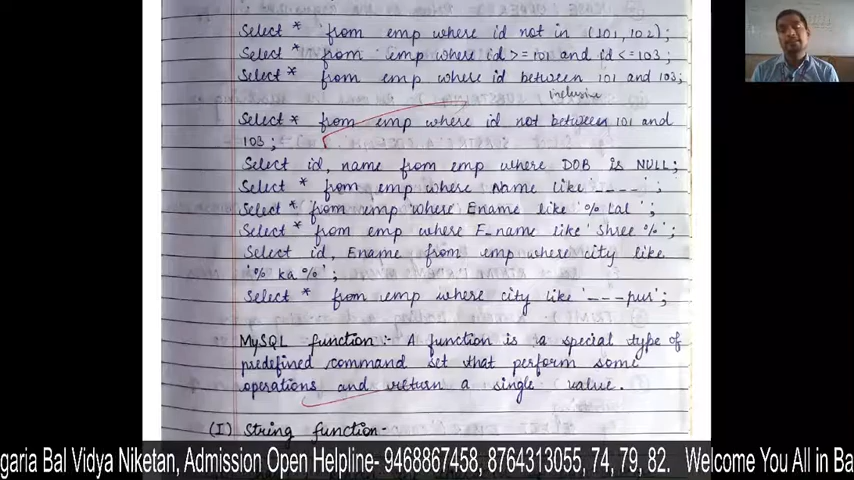 Select * from emp where id not in (101, 102);
Select * from emp where id >= 101 and id <= 103;
Select * from emp where id between 101 and 103;
inclusive
Select * from emp where id not between 101 and
103;
Select id, name from emp where DOB is NULL;
Select * from emp where Name like '_ _ _ _';
Select * from emp where Ename like '% Lal';
Select * from emp where E-name like 'Shree %';
Select id, Ename from emp where city like
'% ka %';
Select * from emp where city like '_ _ _ pur';
MySQL function :- A function is a special type of
predefined command set that perform some
operations and return a single value.
(I) String function-
garia Bal Vidya Niketan, Admission Open Helpline- 9468867458, 8764313055, 74, 79, 82. Welcome You All in Ba